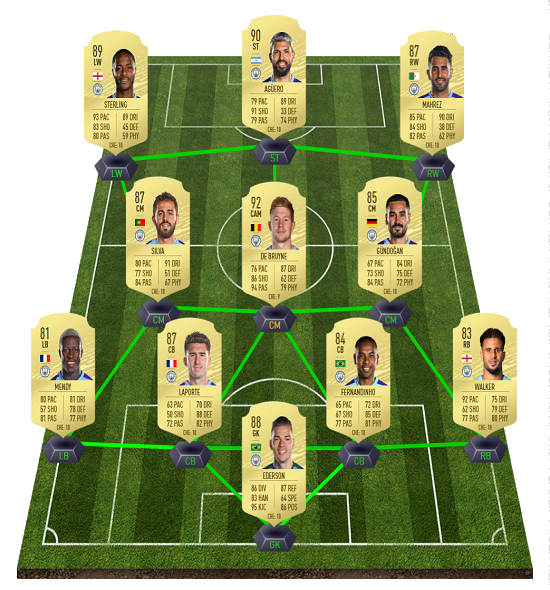 90
ST
AGÜERO
79 PAC 89 DRI
91 SHO 33 DEF
79 PAS 74 PHY
CHE: 10
89
LW
STERLING
93 PAC 89 DRI
83 SHO 45 DEF
80 PAS 69 PHY
CHE: 10
87
RW
MAHREZ
85 PAC 90 DRI
84 SHO 38 DEF
82 PAS 62 PHY
CHE: 10
LW
ST
RW
87
CM
SILVA
80 PAC 91 DRI
77 SHO 51 DEF
84 PAS 67 PHY
CHE: 10
92
CAM
DE BRUYNE
76 PAC 87 DRI
86 SHO 62 DEF
94 PAS 79 PHY
CHE: 9
85
CM
GÜNDOĞAN
67 PAC 84 DRI
73 SHO 75 DEF
84 PAS 72 PHY
CHE: 10
CM
CM
CM
81
LB
MENDY
80 PAC 81 DRI
57 SHO 78 DEF
81 PAS 77 PHY
CHE: 10
87
CB
LAPORTE
63 PAC 70 DRI
50 SHO 88 DEF
72 PAS 82 PHY
CHE: 10
84
CB
FERNANDINHO
65 PAC 72 DRI
67 SHO 85 DEF
77 PAS 81 PHY
CHE: 10
83
RB
WALKER
92 PAC 75 DRI
62 SHO 79 DEF
77 PAS 80 PHY
CHE: 10
88
GK
EDERSON
86 DIV 87 REF
83 HAN 64 SPE
95 KIC 86 POS
CHE: 10
LB
CB
CB
RB
GK